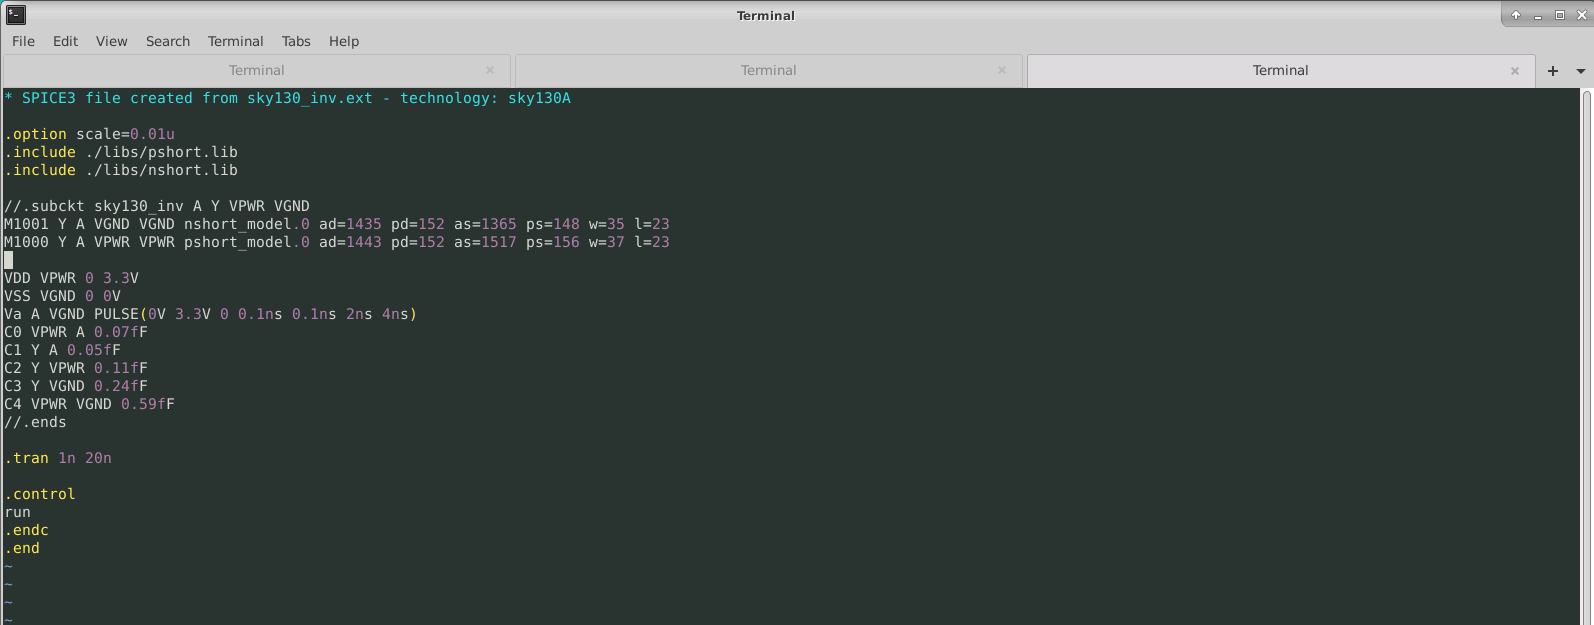 Terminal
File Edit View Search Terminal Tabs Help
Terminal Terminal Terminal
* SPICE3 file created from sky130_inv.ext - technology: sky130A
.option scale=0.01u
.include ./libs/pshort.lib
.include ./libs/nshort.lib
//.subckt sky130_inv A Y VPWR VGND
M1001 Y A VGND VGND nshort_model.0 ad=1435 pd=152 as=1365 ps=148 w=35 l=23
M1000 Y A VPWR VPWR pshort_model.0 ad=1443 pd=152 as=1517 ps=156 w=37 l=23
VDD VPWR 0 3.3V
VSS VGND 0 0V
Va A VGND PULSE(0V 3.3V 0 0.1ns 0.1ns 2ns 4ns)
C0 VPWR A 0.07fF
C1 Y A 0.05fF
C2 Y VPWR 0.11fF
C3 Y VGND 0.24fF
C4 VPWR VGND 0.59fF
//.ends
.tran 1n 20n
.control
run
.endc
.end
~
~
~
~